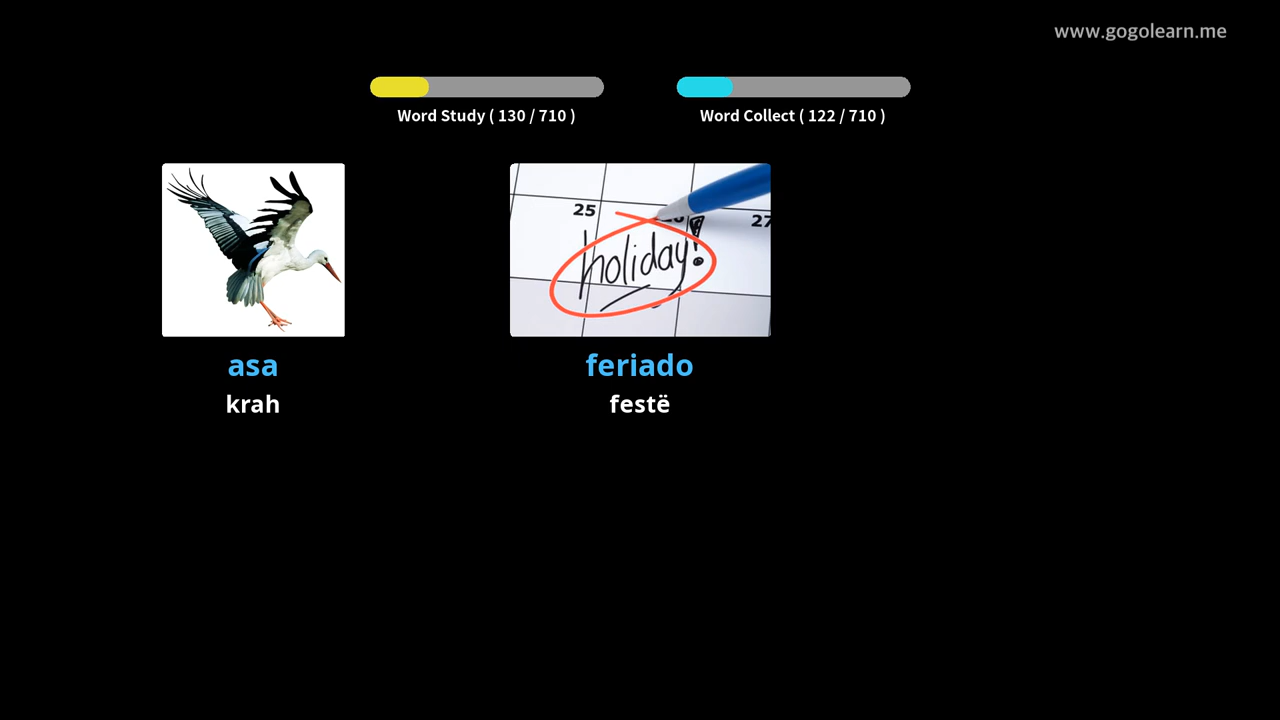 www.gogolearn.me
Word Study ( 130 / 710 )
Word Collect ( 122 / 710 )
25
27
holiday!
asa
feriado
krah
festë